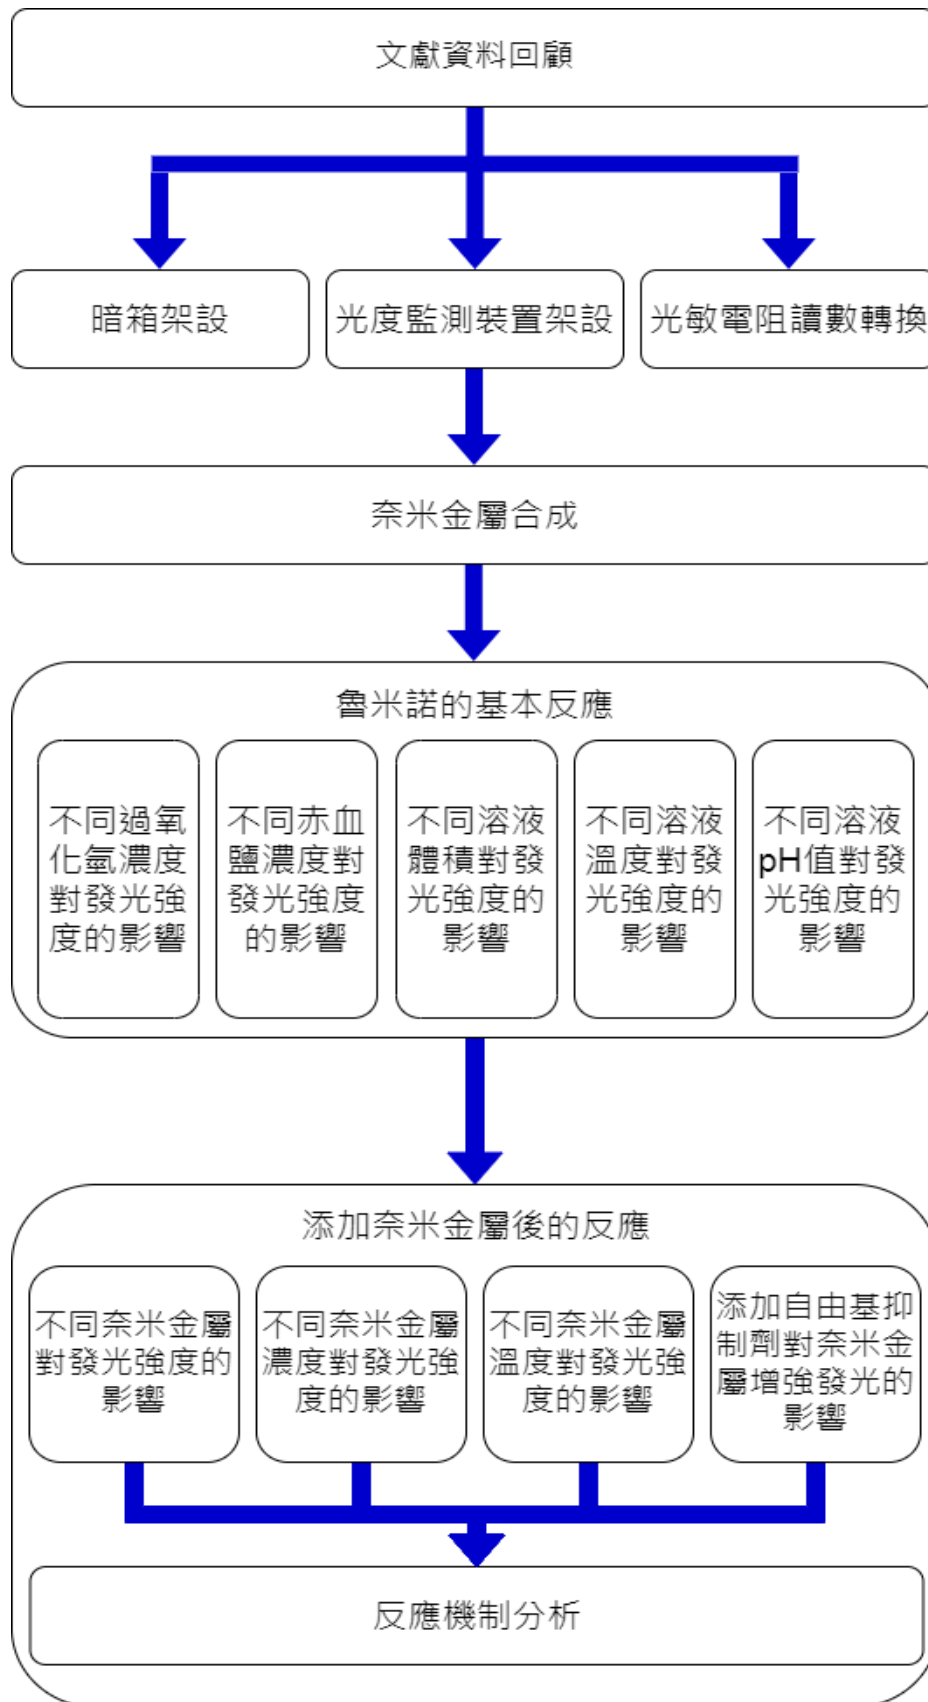 文獻資料回顧
暗箱架設
光度監測裝置架設
光敏電阻讀數轉換
奈米金屬合成
魯米諾的基本反應
不同過氧
化氫濃度
對發光強
度的影響
不同赤血
鹽濃度對
發光強度
的影響
不同溶液
體積對發
光強度的
影響
不同溶液
溫度對發
光強度的
影響
不同溶液
pH值對發
光強度的
影響
添加奈米金屬後的反應
不同奈米金屬
對發光強度的
影響
不同奈米金屬
濃度對發光強
度的影響
不同奈米金屬
溫度對發光強
度的影響
添加自由基抑
制劑對奈米金
屬增強發光的
影響
反應機制分析